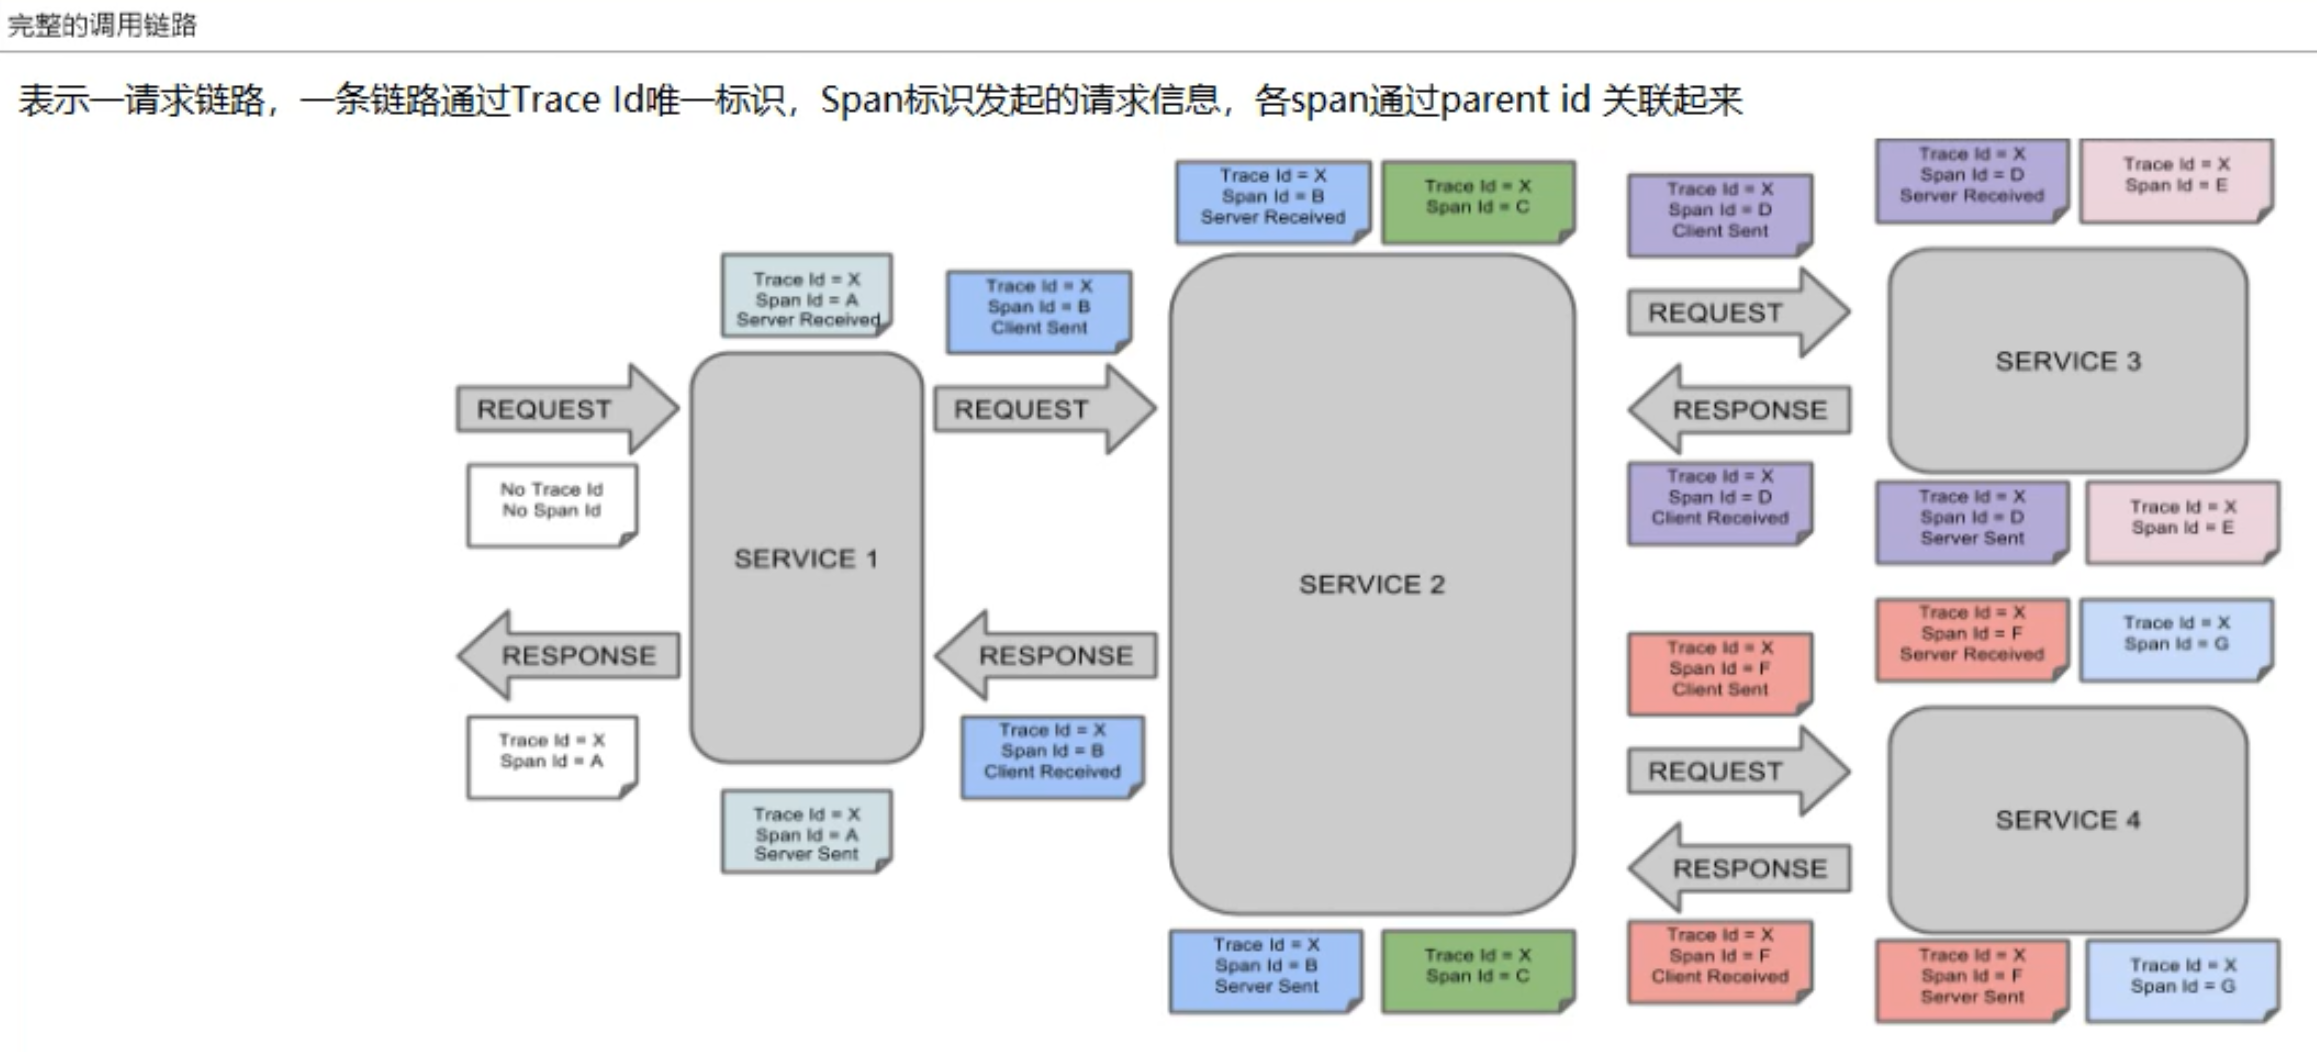 完整的调用链路
表示一请求链路，一条链路通过Trace Id唯一标识，Span标识发起的请求信息，各span通过parent id 关联起来
REQUEST
No Trace Id
No Span Id
RESPONSE
Trace Id = X
Span Id = A
Trace Id = X
Span Id = A
Server Received
SERVICE 1
Trace Id = X
Span Id = A
Server Sent
Trace Id = X
Span Id = B
Client Sent
REQUEST
RESPONSE
Trace Id = X
Span Id = B
Client Received
Trace Id = X
Span Id = B
Server Received
Trace Id = X
Span Id = C
SERVICE 2
Trace Id = X
Span Id = B
Server Sent
Trace Id = X
Span Id = C
Trace Id = X
Span Id = D
Client Sent
REQUEST
RESPONSE
Trace Id = X
Span Id = D
Client Received
Trace Id = X
Span Id = D
Server Received
Trace Id = X
Span Id = E
SERVICE 3
Trace Id = X
Span Id = D
Server Sent
Trace Id = X
Span Id = E
Trace Id = X
Span Id = F
Client Sent
REQUEST
RESPONSE
Trace Id = X
Span Id = F
Client Received
Trace Id = X
Span Id = F
Server Received
Trace Id = X
Span Id = G
SERVICE 4
Trace Id = X
Span Id = F
Server Sent
Trace Id = X
Span Id = G